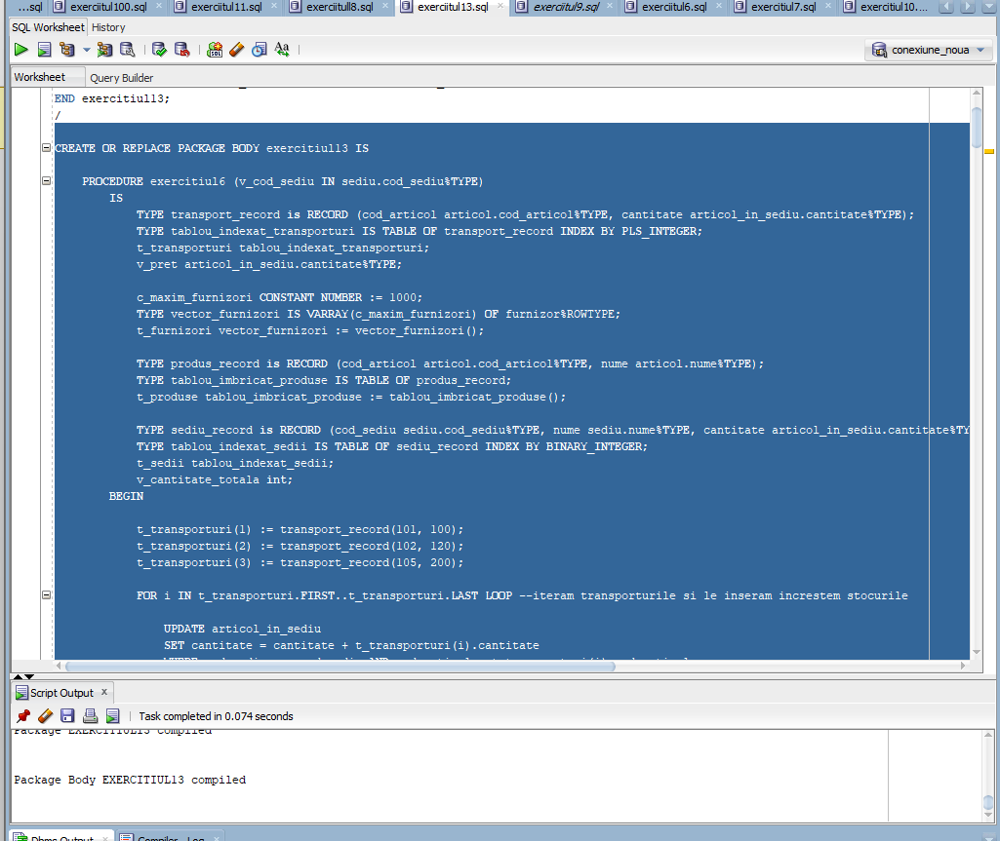 ...sql exerciitul100.sql exerciitul11.sql exerciitull8.sql exerciitul13.sql exerciitul9.sql exerciitul6.sql exerciitul7.sql exercitiul10...
SQL Worksheet History
conexiune_noua
Worksheet Query Builder
END exercitiul13;
/
CREATE OR REPLACE PACKAGE BODY exercitiul13 IS
PROCEDURE exercitiul6 (v_cod_sediu IN sediu.cod_sediu%TYPE)
IS
TYPE transport_record is RECORD (cod_articol articol.cod_articol%TYPE, cantitate articol_in_sediu.cantitate%TYPE);
TYPE tablou_indexat_transporturi IS TABLE OF transport_record INDEX BY PLS_INTEGER;
t_transporturi tablou_indexat_transporturi;
v_pret articol_in_sediu.cantitate%TYPE;
c_maxim_furnizori CONSTANT NUMBER := 1000;
TYPE vector_furnizori IS VARRAY(c_maxim_furnizori) OF furnizor%ROWTYPE;
t_furnizori vector_furnizori := vector_furnizori();
TYPE produs_record is RECORD (cod_articol articol.cod_articol%TYPE, nume articol.nume%TYPE);
TYPE tablou_imbricat_produse IS TABLE OF produs_record;
t_produse tablou_imbricat_produse := tablou_imbricat_produse();
TYPE sediu_record is RECORD (cod_sediu sediu.cod_sediu%TYPE, nume sediu.nume%TYPE, cantitate articol_in_sediu.cantitate%TY
TYPE tablou_indexat_sedii IS TABLE OF sediu_record INDEX BY BINARY_INTEGER;
t_sedii tablou_indexat_sedii;
v_cantitate_totala int;
BEGIN
t_transporturi(1) := transport_record(101, 100);
t_transporturi(2) := transport_record(102, 120);
t_transporturi(3) := transport_record(105, 200);
FOR i IN t_transporturi.FIRST..t_transporturi.LAST LOOP --iteram transporturile si le inseram increstem stocurile
UPDATE articol_in_sediu
SET cantitate = cantitate + t_transporturi(i).cantitate
Script Output x
Task completed in 0.074 seconds
Package EXERCITIUL13 compiled
Package Body EXERCITIUL13 compiled
Dbms Output Compiler - Log